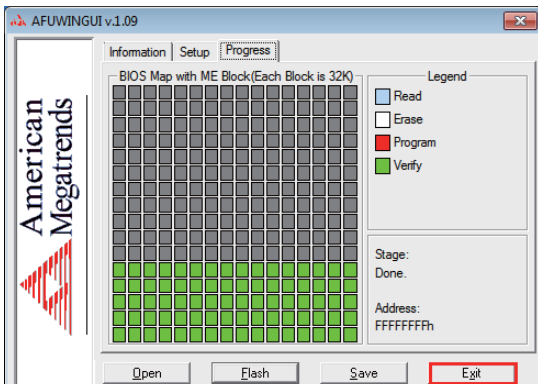 AFUWINGUI v.1.09
American
Megatrends
Information Setup Progress
BIOS Map with ME Block(Each Block is 32K)
Legend
Read
Erase
Program
Verify
Stage:
Done.
Address:
FFFFFFFFh
Open Flash Save Exit